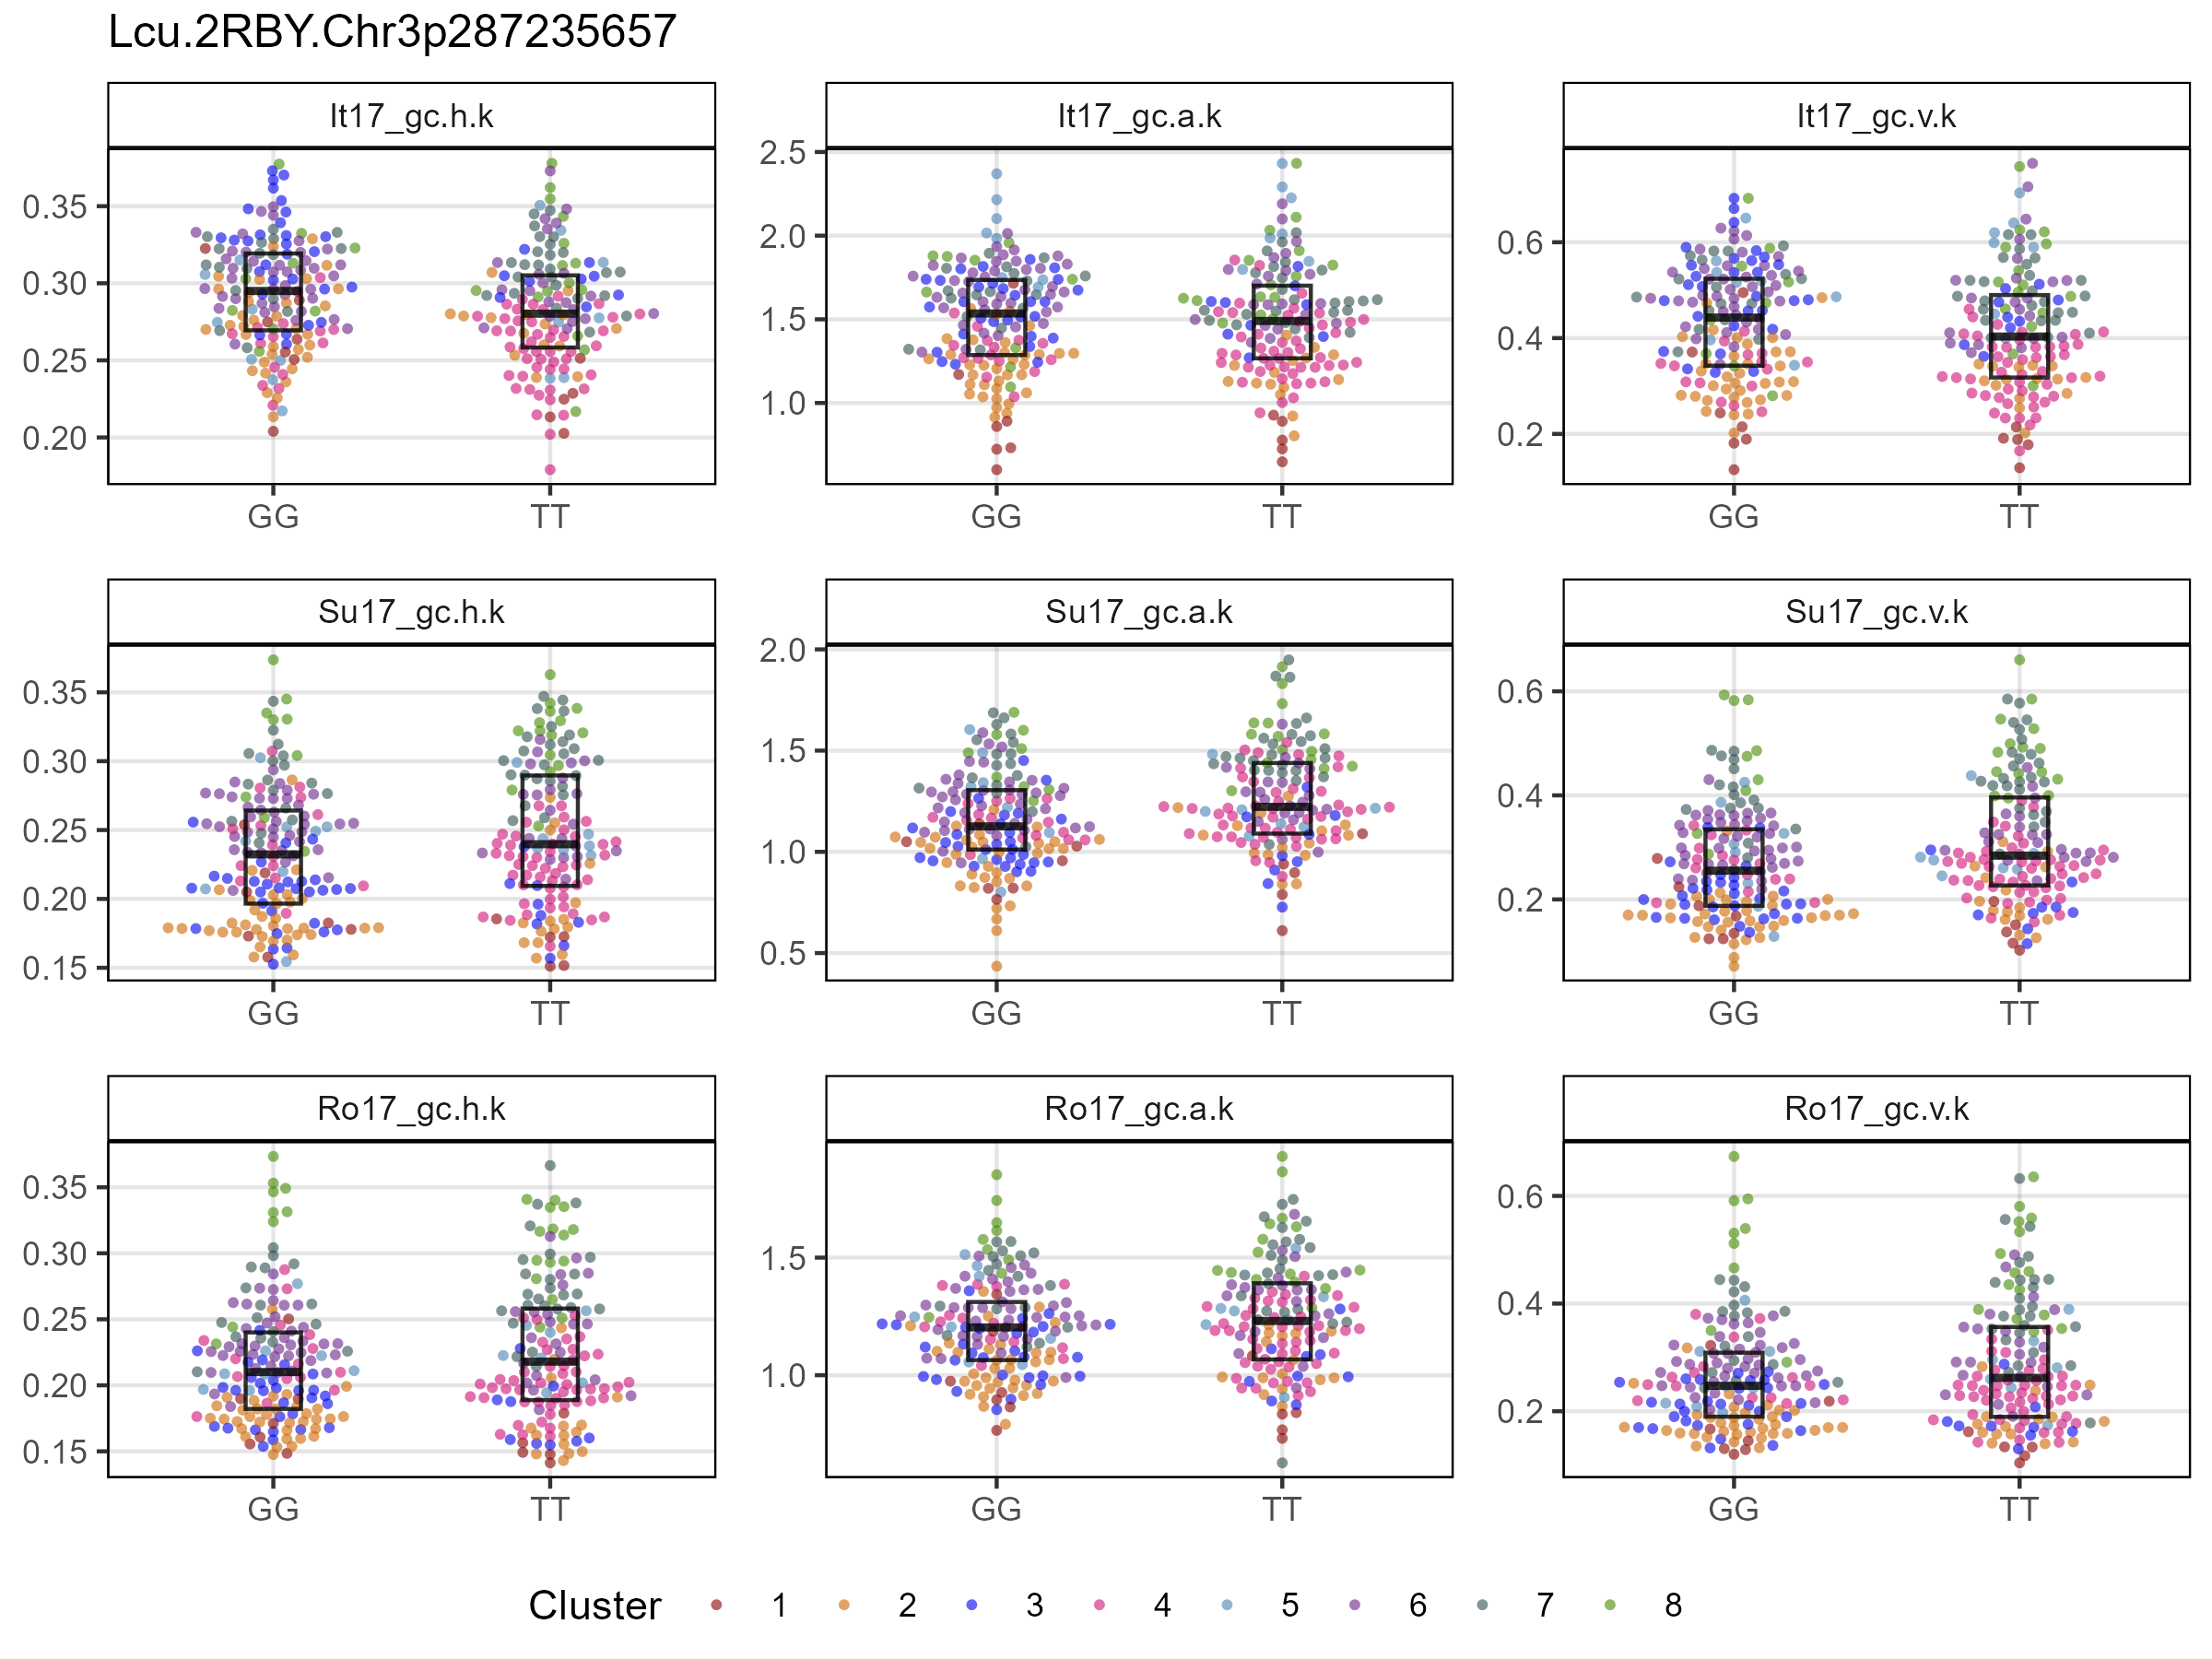 Lcu.2RBY.Chr3p287235657
It17_gc.h.k
It17_gc.a.k
It17_gc.v.k
0.35
0.30
0.25
0.20
GG
TT
2.5
2.0
1.5
1.0
GG
TT
0.6
0.4
0.2
GG
TT
Su17_gc.h.k
Su17_gc.a.k
Su17_gc.v.k
0.35
0.30
0.25
0.20
0.15
GG
TT
2.0
1.5
1.0
0.5
GG
TT
0.6
0.4
0.2
GG
TT
Ro17_gc.h.k
Ro17_gc.a.k
Ro17_gc.v.k
0.35
0.30
0.25
0.20
0.15
GG
TT
1.5
1.0
GG
TT
0.6
0.4
0.2
GG
TT
Cluster 1 2 3 4 5 6 7 8